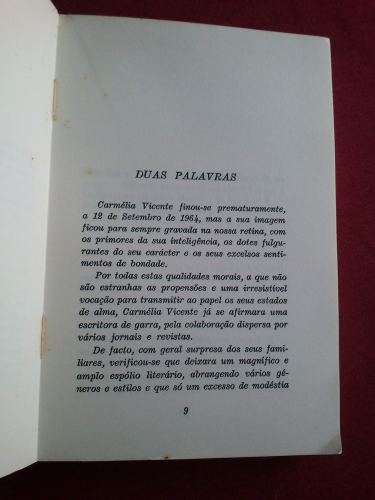 DUAS PALAVRAS
Carmélia Vicente finou-se prematuramente,
a 12 de Setembro de 1964, mas a sua imagem
ficou para sempre gravada na nossa retina, com
os primores da sua inteligência, os dotes fulgu-
rantes do seu carácter e os seus excelsos senti-
mentos de bondade.
Por todas estas qualidades morais, a que não
são estranhas as propensões e uma irresistível
vocação para transmitir ao papel os seus estados
de alma, Carmélia Vicente já se afirmara uma
escritora de garra, pela colaboração dispersa por
vários jornais e revistas.
De facto, com geral surpresa dos seus fami-
liares, verificou-se que deixara um magnífico e
amplo espólio literário, abrangendo vários gé-
neros e estilos e que só um excesso de modéstia
9